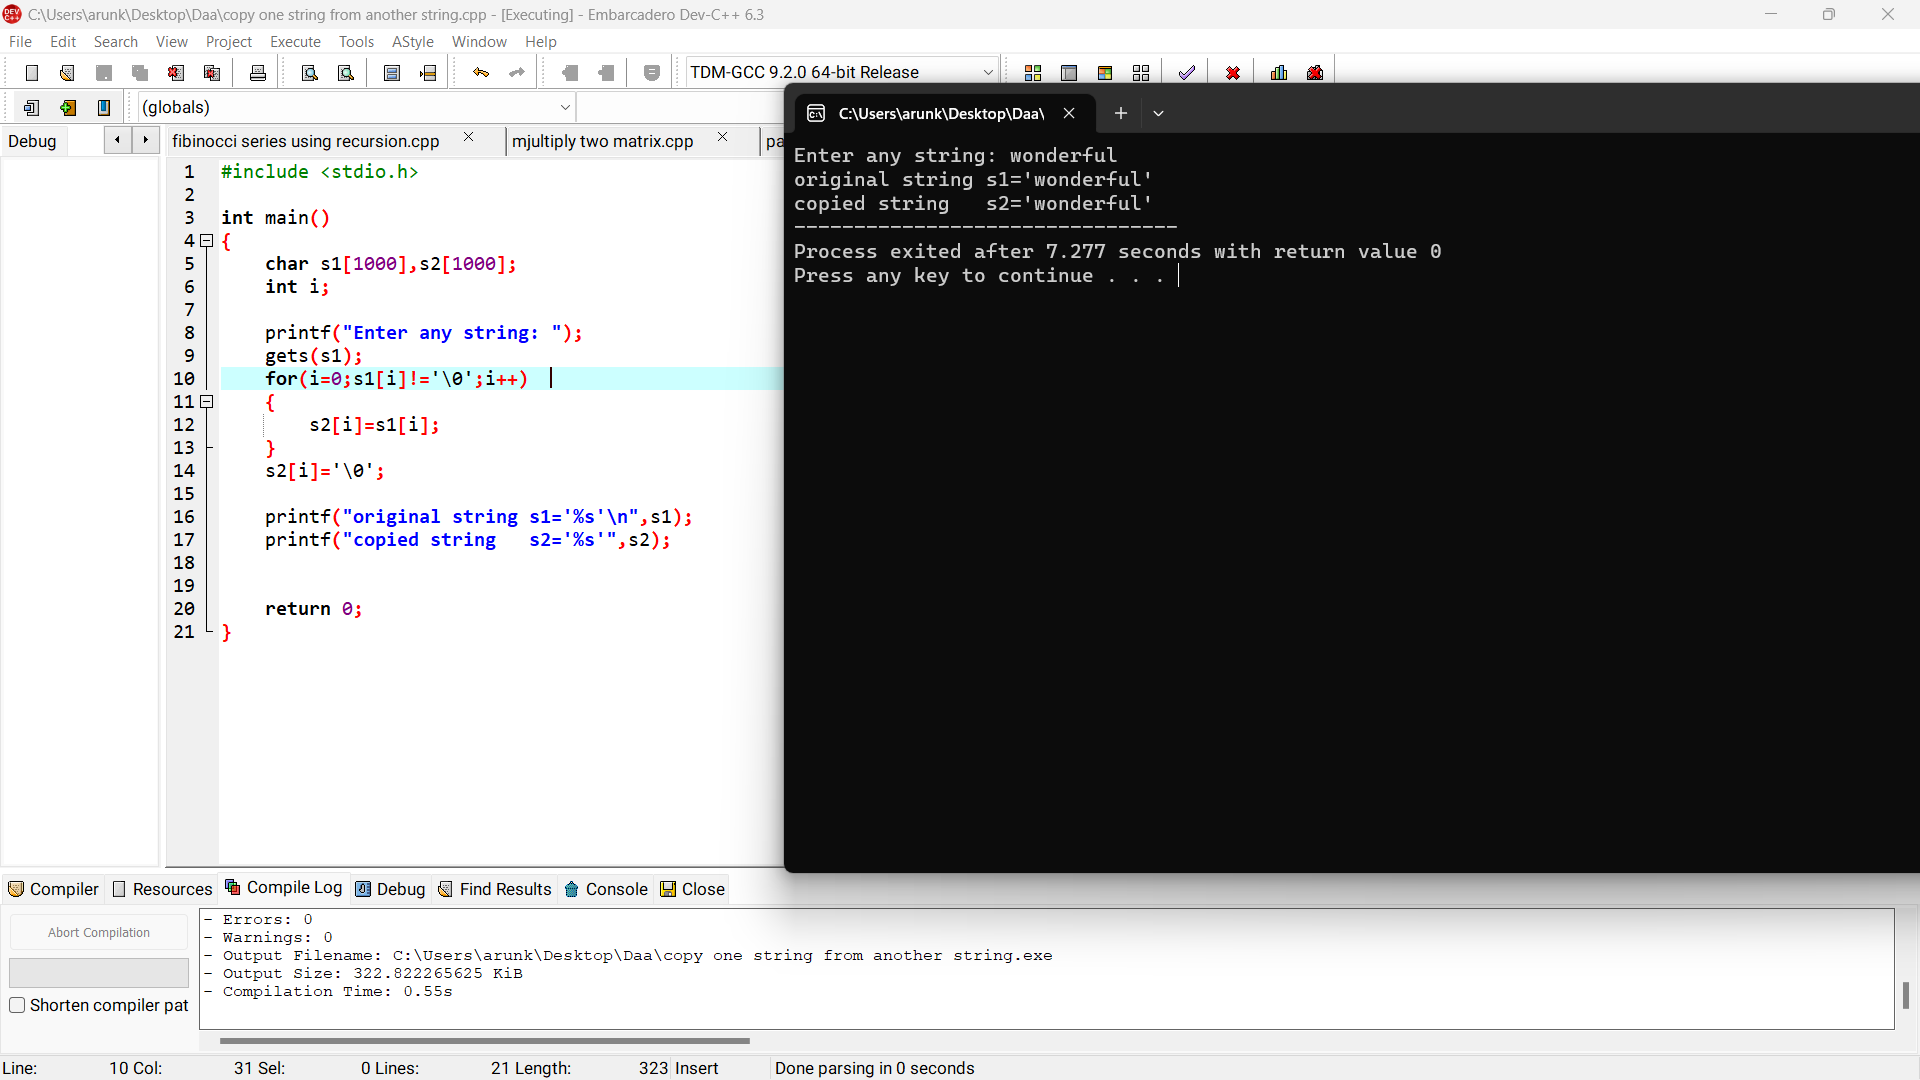 C:\Users\arunk\Desktop\Daa\copy one string from another string.cpp - [Executing] - Embarcadero Dev-C++ 6.3
File Edit Search View Project Execute Tools AStyle Window Help
TDM-GCC 9.2.0 64-bit Release
(globals)
Debug
fibinocci series using recursion.cpp
mjultiply two matrix.cpp
pa
1 #include <stdio.h>
2
3 int main()
4 {
5 char s1[1000],s2[1000];
6 int i;
7
8 printf("Enter any string: ");
9 gets(s1);
10 for(i=0;s1[i]!='\0';i++)
11 {
12 s2[i]=s1[i];
13 }
14 s2[i]='\0';
15
16 printf("original string s1='%s'\n",s1);
17 printf("copied string   s2='%s'",s2);
18
19
20 return 0;
21 }
C:\Users\arunk\Desktop\Daa\
Enter any string: wonderful
original string s1='wonderful'
copied string   s2='wonderful'
--------------------------------
Process exited after 7.277 seconds with return value 0
Press any key to continue . . .
Compiler Resources Compile Log Debug Find Results Console Close
Abort Compilation
Shorten compiler pat
- Errors: 0
- Warnings: 0
- Output Filename: C:\Users\arunk\Desktop\Daa\copy one string from another string.exe
- Output Size: 322.822265625 KiB
- Compilation Time: 0.55s
Line: 10 Col: 31 Sel: 0 Lines: 21 Length: 323 Insert Done parsing in 0 seconds